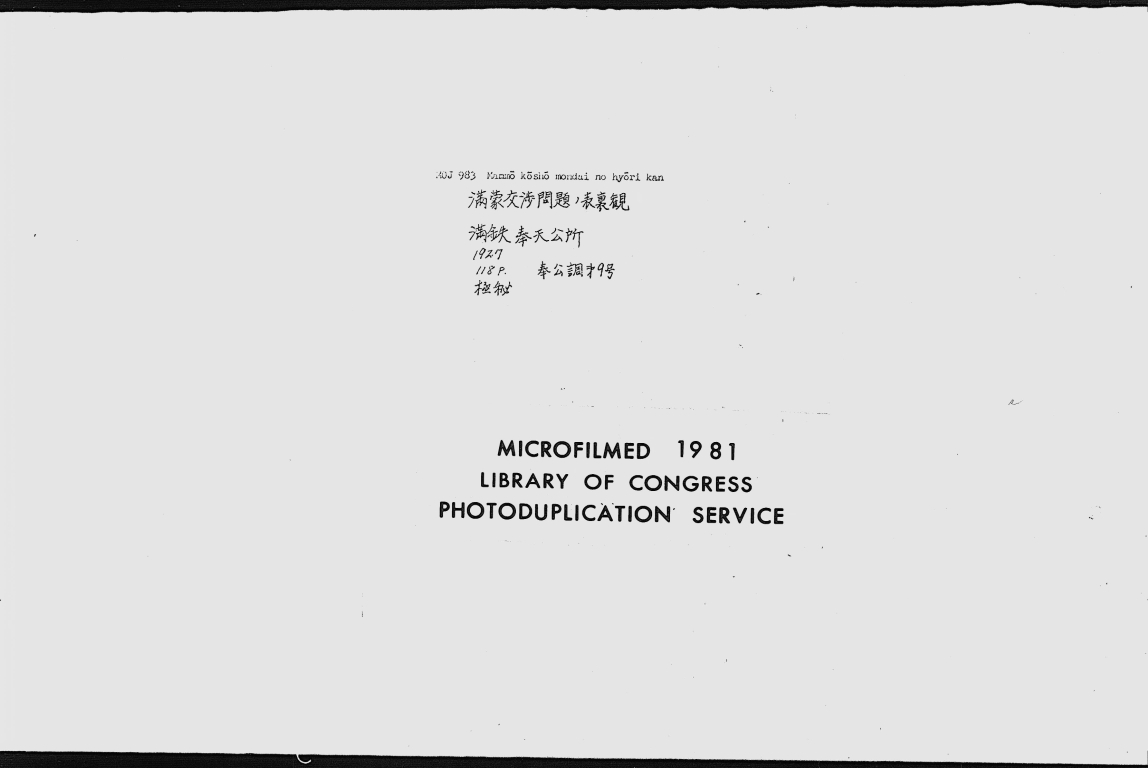 MOJ 983 Manmō kōshō mondai no hyōri kan
満蒙交渉問題ノ表裏観
満鉄奉天公所
1927
118 P. 奉公調才9号
極秘
MICROFILMED 1981
LIBRARY OF CONGRESS
PHOTODUPLICATION SERVICE